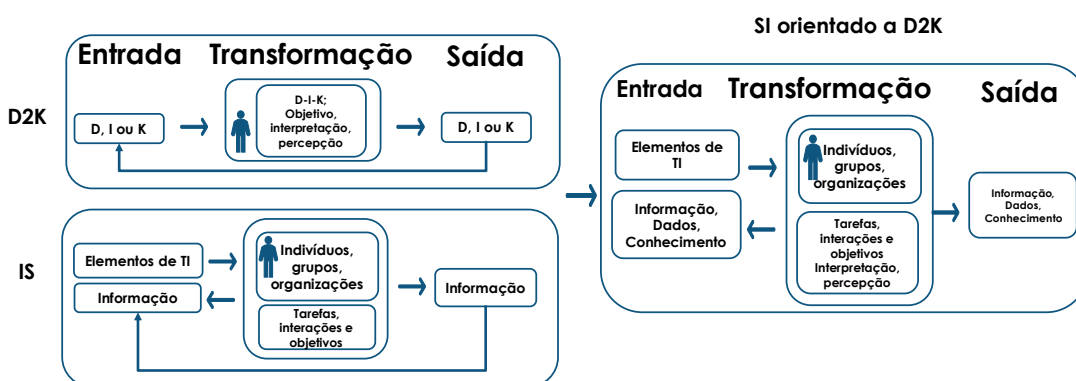 SI orientado a D2K
D2K
Entrada
Transformação
Saída
D, I ou K
D-I-K;
Objetivo,
interpretação,
percepção
D, I ou K
IS
Elementos de TI
Informação
Indivíduos,
grupos,
organizações
Tarefas,
interações e
objetivos
Informação
Entrada
Transformação
Saída
Elementos de
TI
Informação,
Dados,
Conhecimento
Indivíduos,
grupos,
organizações
Tarefas,
interações e
objetivos
Interpretação,
percepção
Informação,
Dados,
Conhecimento